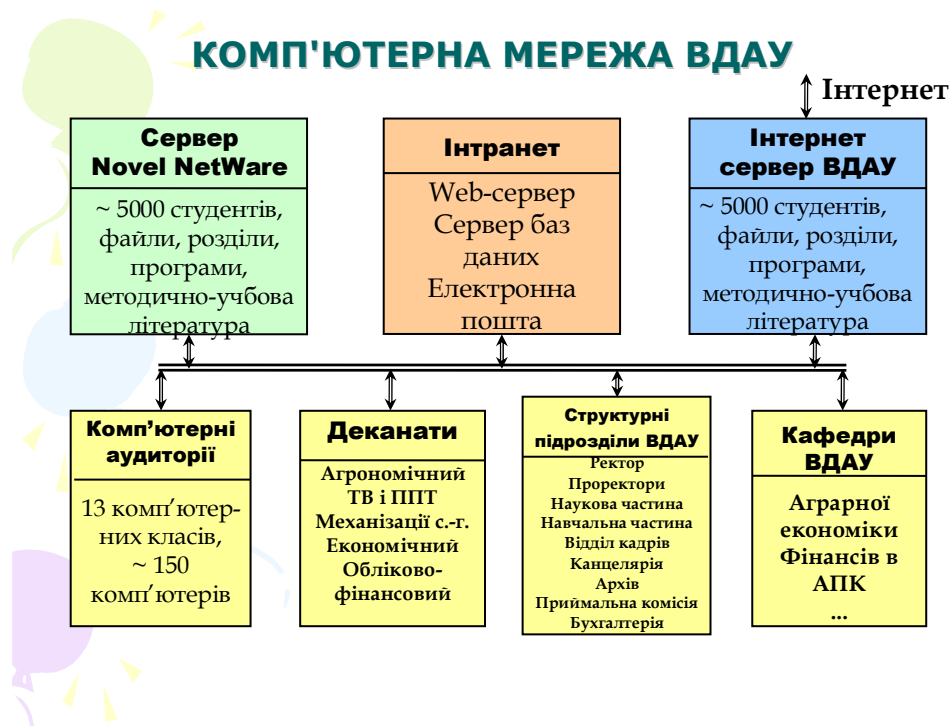 КОМП'ЮТЕРНА МЕРЕЖА ВДАУ
Інтернет
Сервер
Novel NetWare
~ 5000 студентів,
файли, розділи,
програми,
методично-учбова
література
Інтранет
Web-сервер
Сервер баз
даних
Електронна
пошта
Інтернет
сервер ВДАУ
~ 5000 студентів,
файли, розділи,
програми,
методично-учбова
література
Комп’ютерні
аудиторії
13 комп’ютер-
них класів,
~ 150
комп’ютерів
Деканати
Агрономічний
ТВ і ППТ
Механізації с.-г.
Економічний
Обліково-
фінансовий
Структурні
підрозділи ВДАУ
Ректор
Проректори
Наукова частина
Навчальна частина
Відділ кадрів
Канцелярія
Архів
Приймальна комісія
Бухгалтерія
Кафедри
ВДАУ
Аграрної
економіки
Фінансів в
АПК
...